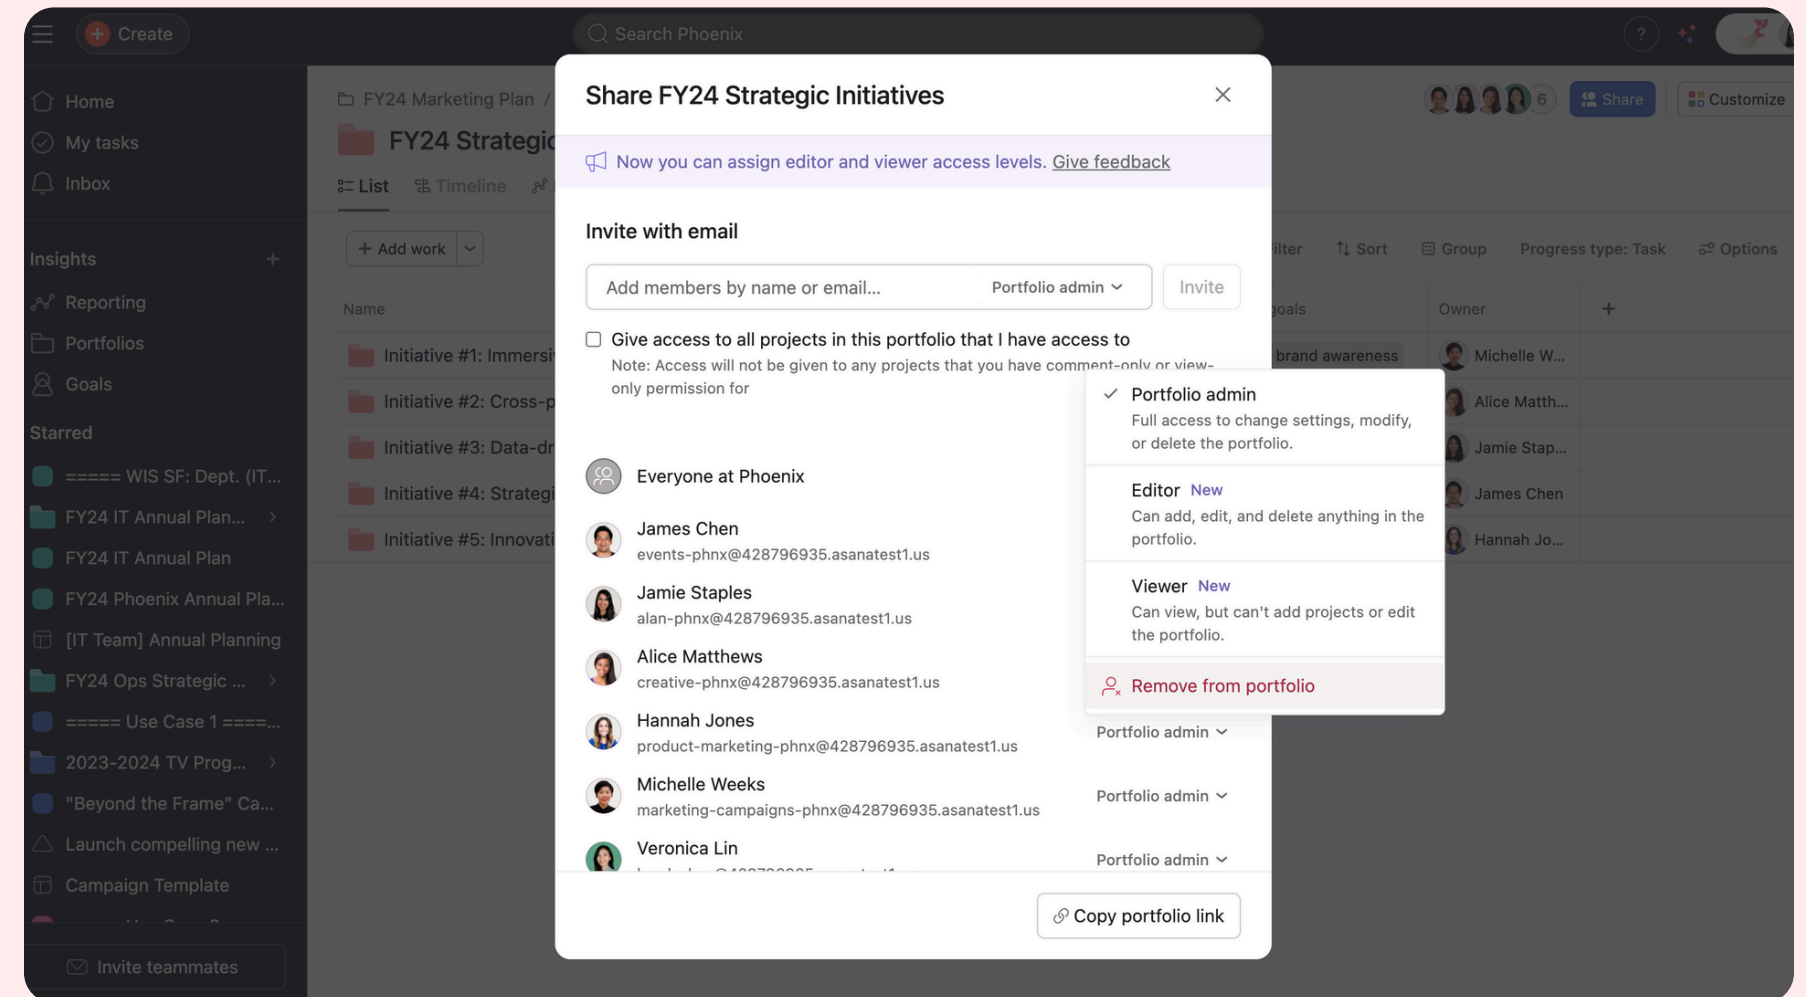 Create
Search Phoenix
?
Home
My tasks
Inbox
Insights
Reporting
Portfolios
Goals
Starred
===== WIS SF: Dept. (IT...
FY24 IT Annual Plan...
FY24 IT Annual Plan
FY24 Phoenix Annual Pla...
[IT Team] Annual Planning
FY24 Ops Strategic ...
===== Use Case 1 ====...
2023-2024 TV Prog...
"Beyond the Frame" Ca...
Launch compelling new ...
Campaign Template
Invite teammates
FY24 Marketing Plan /
FY24 Strategic
List
Timeline
6
Share
Customize
+ Add work
Sort
Group
Progress type: Task
Options
Name
Owner
+
Initiative #1: Immersi
brand awareness
Michelle W...
Initiative #2: Cross-p
Alice Matth...
Initiative #3: Data-dr
Jamie Stap...
Initiative #4: Strategi
James Chen
Initiative #5: Innovati
Hannah Jo...
Share FY24 Strategic Initiatives
Now you can assign editor and viewer access levels. Give feedback
Invite with email
Add members by name or email...
Portfolio admin
Invite
Give access to all projects in this portfolio that I have access to
Note: Access will not be given to any projects that you have comment-only or view-
only permission for
Everyone at Phoenix
James Chen
events-phnx@428796935.asanatest1.us
Jamie Staples
alan-phnx@428796935.asanatest1.us
Alice Matthews
creative-phnx@428796935.asanatest1.us
Hannah Jones
product-marketing-phnx@428796935.asanatest1.us
Portfolio admin
Michelle Weeks
marketing-campaigns-phnx@428796935.asanatest1.us
Portfolio admin
Veronica Lin
Portfolio admin
Copy portfolio link
Portfolio admin
Full access to change settings, modify,
or delete the portfolio.
Editor New
Can add, edit, and delete anything in the
portfolio.
Viewer New
Can view, but can't add projects or edit
the portfolio.
Remove from portfolio